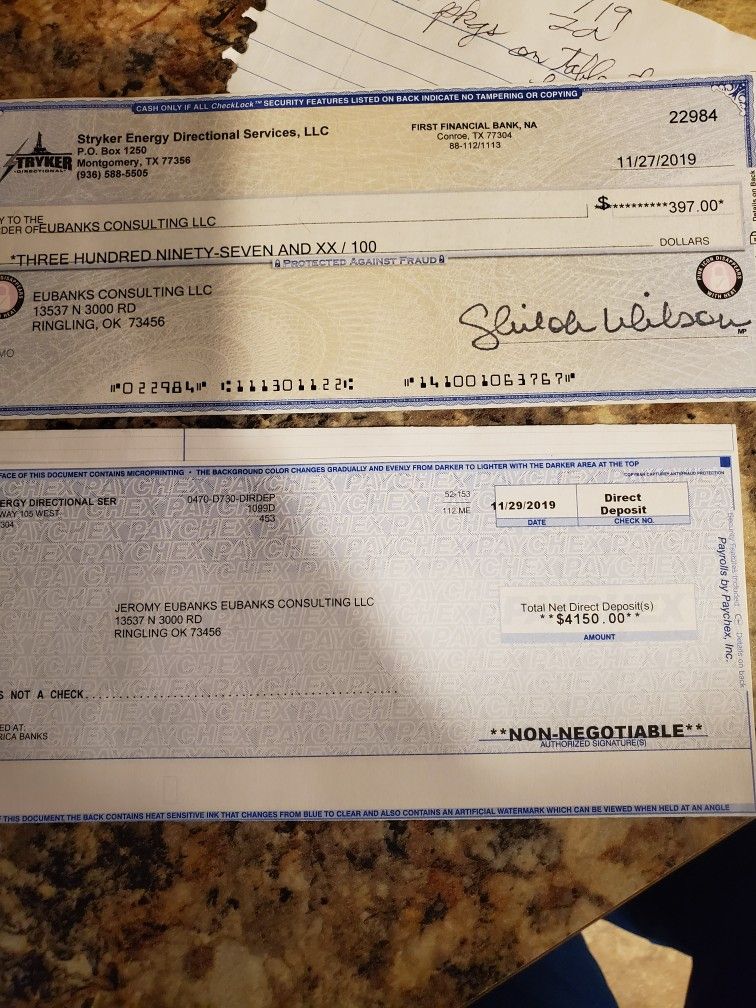 119
pkgs on
CASH ONLY IF ALL CheckLock™ SECURITY FEATURES LISTED ON BACK INDICATE NO TAMPERING OR COPYING
22984
Stryker Energy Directional Services, LLC
P.O. Box 1250
Montgomery, TX 77356
(936) 588-5505
TRYKER
DIRECTIONAL
FIRST FINANCIAL BANK, NA
Conroe, TX 77304
88-112/1113
11/27/2019
Y TO THE
DER OF EUBANKS CONSULTING LLC
$**********397.00*
*THREE HUNDRED NINETY-SEVEN AND XX / 100
DOLLARS
PROTECTED AGAINST FRAUD
Details on Back
EUBANKS CONSULTING LLC
13537 N 3000 RD
RINGLING, OK 73456
MO
MP
⑈022984⑈ ⑆111301122⑆ ⑈141001063767⑈
FACE OF THIS DOCUMENT CONTAINS MICROPRINTING • THE BACKGROUND COLOR CHANGES GRADUALLY AND EVENLY FROM DARKER TO LIGHTER WITH THE DARKER AREA AT THE TOP
ERGY DIRECTIONAL SER
WAY 105 WEST
304
0470-D730-DIRDEP
1099D
453
52-153
112 ME
11/29/2019
DATE
Direct
Deposit
CHECK NO.
PAYCHEX
Payrolls by Paychex, Inc.
JEROMY EUBANKS EUBANKS CONSULTING LLC
13537 N 3000 RD
RINGLING OK 73456
Total Net Direct Deposit(s)
**$4150.00**
AMOUNT
S NOT A CHECK
ED AT:
RICA BANKS
**NON-NEGOTIABLE**
AUTHORIZED SIGNATURE(S)
THIS DOCUMENT, THE BACK CONTAINS HEAT SENSITIVE INK THAT CHANGES FROM BLUE TO CLEAR AND ALSO CONTAINS AN ARTIFICIAL WATERMARK WHICH CAN BE VIEWED WHEN HELD AT AN ANGLE